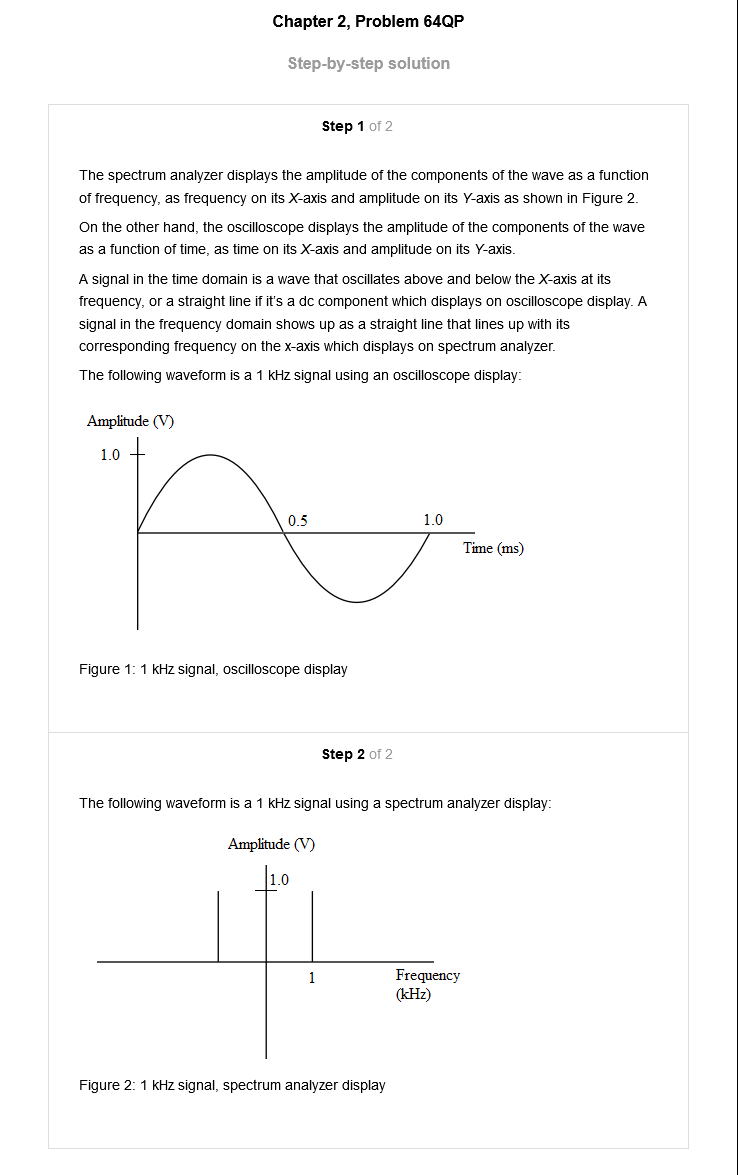 Chapter 2, Problem 64QP
Step-by-step solution
Step 1 of 2
The spectrum analyzer displays the amplitude of the components of the wave as a function
of frequency, as frequency on its X-axis and amplitude on its Y-axis as shown in Figure 2.
On the other hand, the oscilloscope displays the amplitude of the components of the wave
as a function of time, as time on its X-axis and amplitude on its Y-axis.
A signal in the time domain is a wave that oscillates above and below the X-axis at its
frequency, or a straight line if it's a dc component which displays on oscilloscope display. A
signal in the frequency domain shows up as a straight line that lines up with its
corresponding frequency on the x-axis which displays on spectrum analyzer.
The following waveform is a 1 kHz signal using an oscilloscope display:
Amplitude (V)
1.0
0.5
1.0
Time (ms)
Figure 1: 1 kHz signal, oscilloscope display
Step 2 of 2
The following waveform is a 1 kHz signal using a spectrum analyzer display:
Amplitude (V)
1.0
1
Frequency
(kHz)
Figure 2: 1 kHz signal, spectrum analyzer display